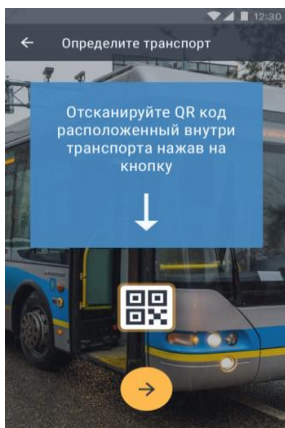 12:30
Определите транспорт
Отсканируйте QR код
расположенный внутри
транспорта нажав на
кнопку